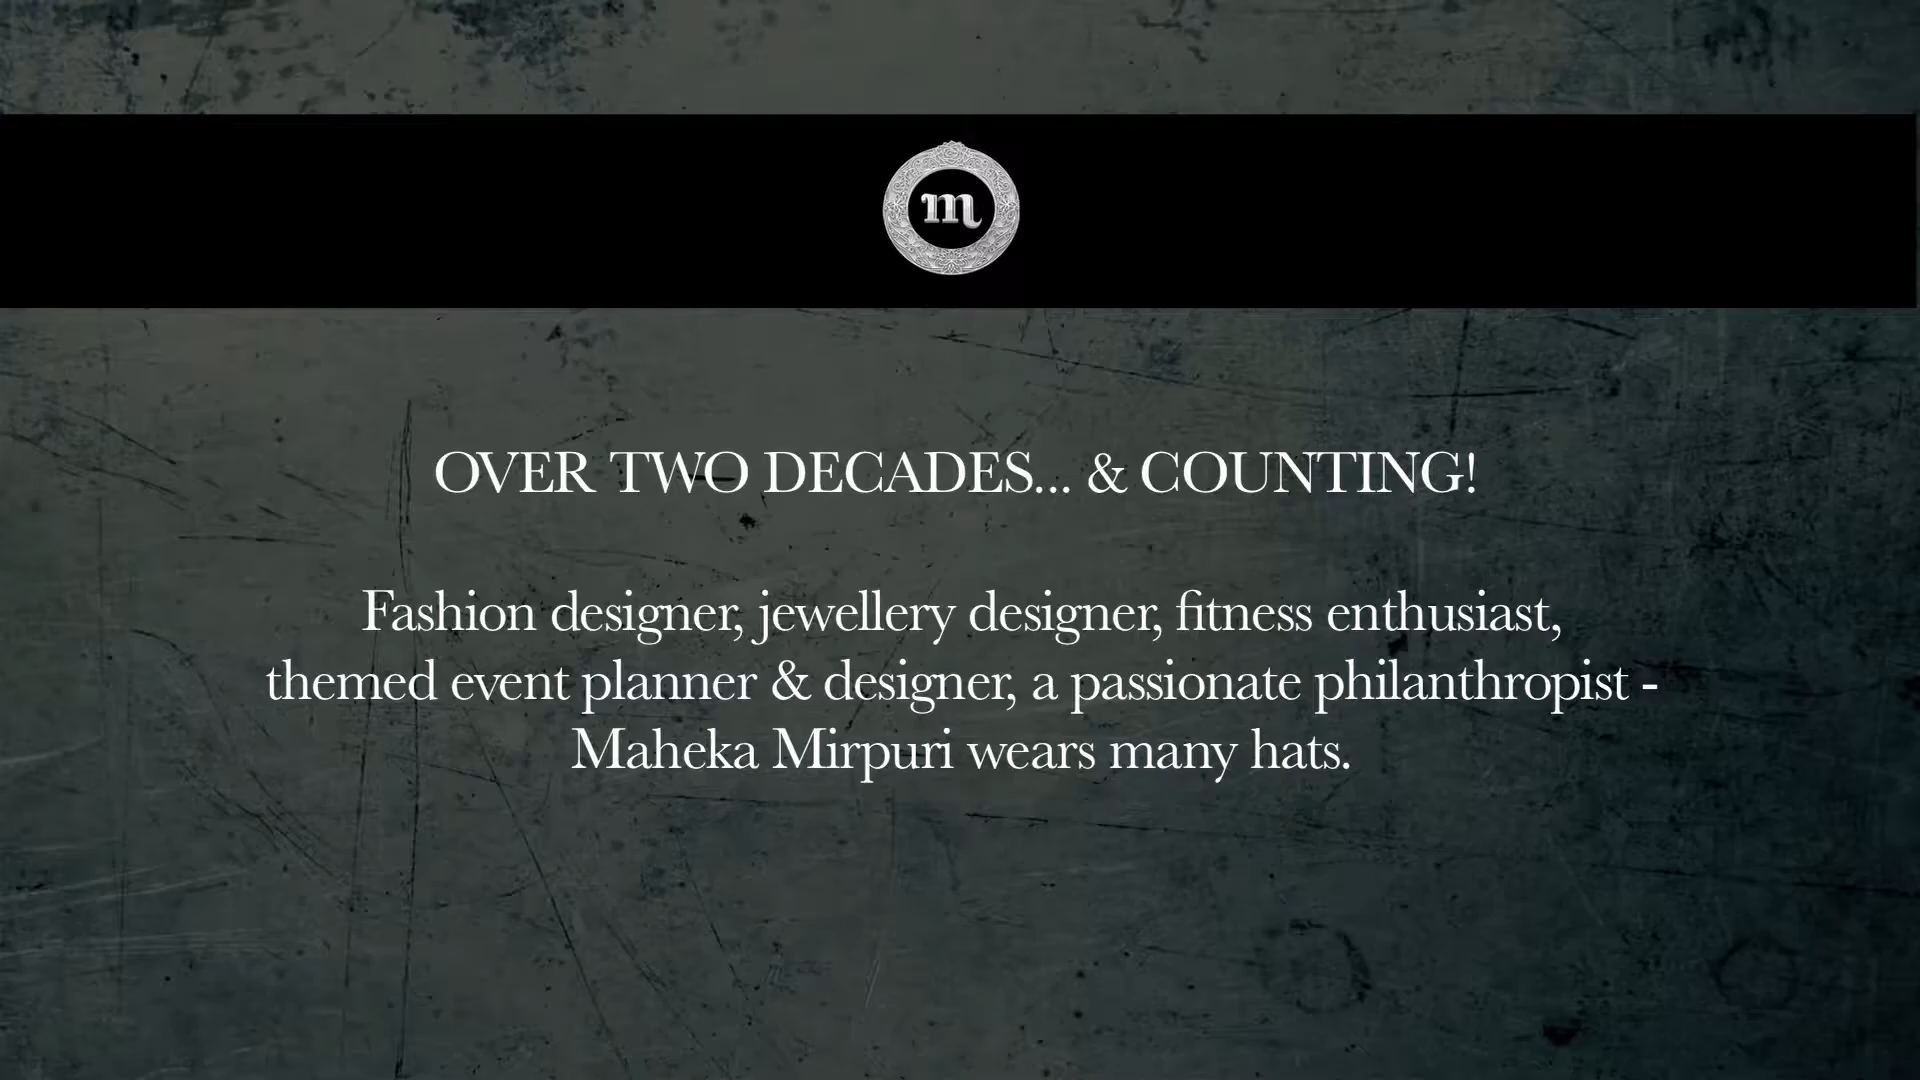 m
OVER TWO DECADES... & COUNTING!
Fashion designer, jewellery designer, fitness enthusiast,
themed event planner & designer, a passionate philanthropist -
Maheka Mirpuri wears many hats.